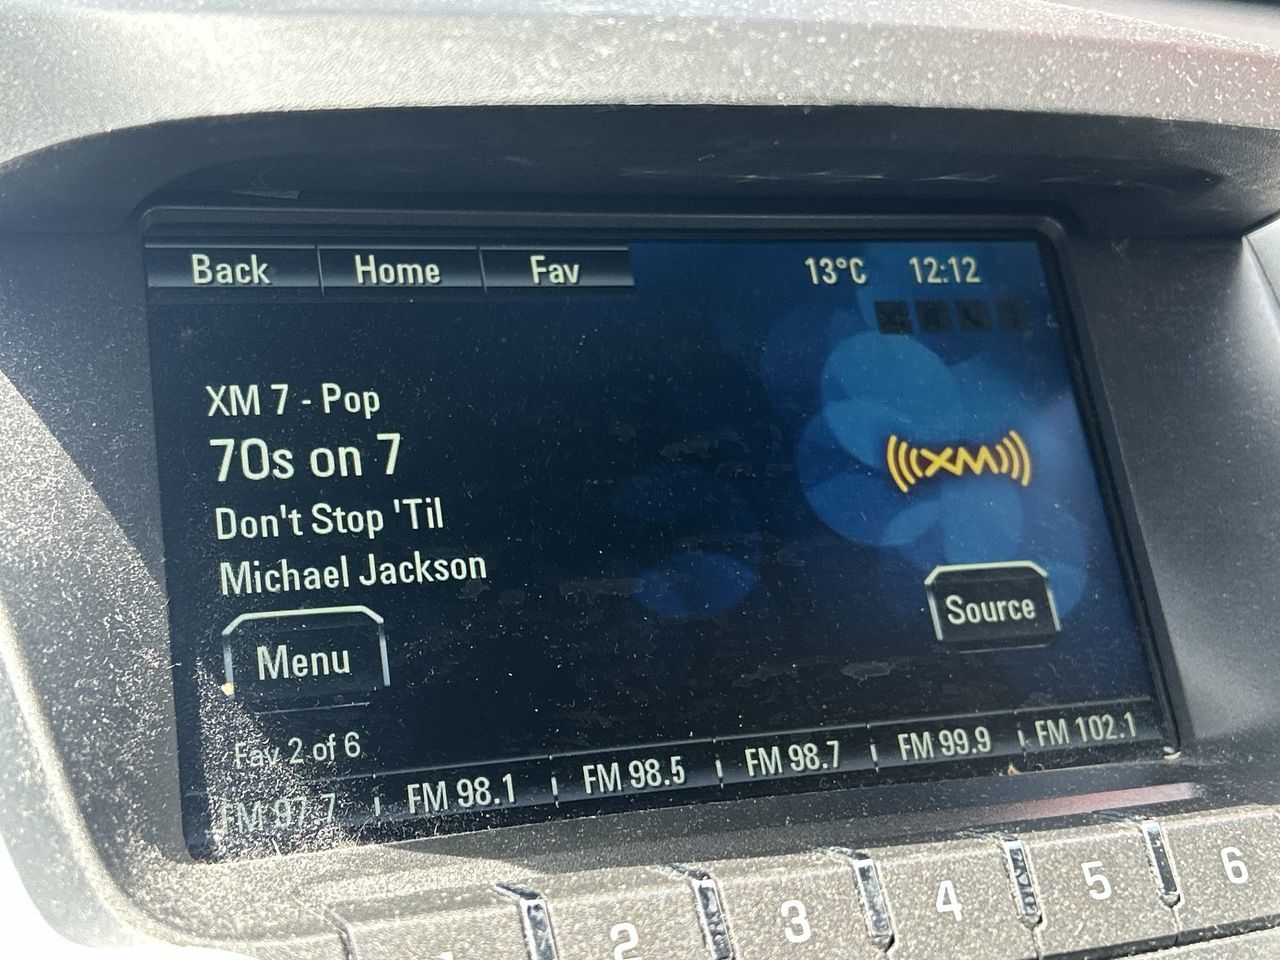 Back Home Fav 13°C 12:12
XM 7 - Pop
70s on 7
Don't Stop 'Til
Michael Jackson
XM
Source
Menu
Fav 2 of 6
FM 97.7 FM 98.1 FM 98.5 FM 98.7 FM 99.9 FM 102.1
1 2 3 4 5 6